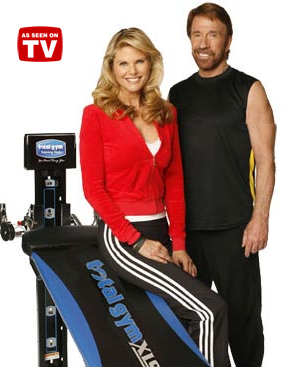 AS SEEN ON
TV
total gym
total gym XLS